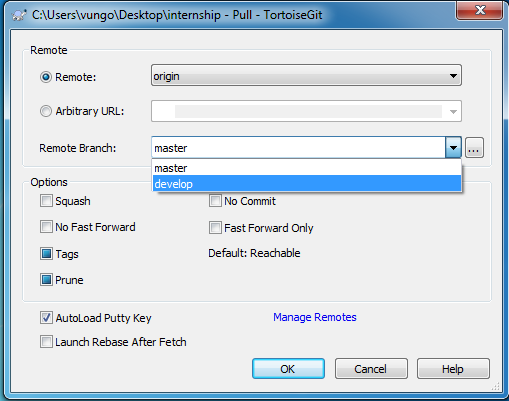 C:\Users\vungo\Desktop\internship - Pull - TortoiseGit
Remote
Remote: origin
Arbitrary URL:
Remote Branch: master ...
master
develop
Options
Squash No Commit
No Fast Forward Fast Forward Only
Tags Default: Reachable
Prune
AutoLoad Putty Key Manage Remotes
Launch Rebase After Fetch
OK Cancel Help